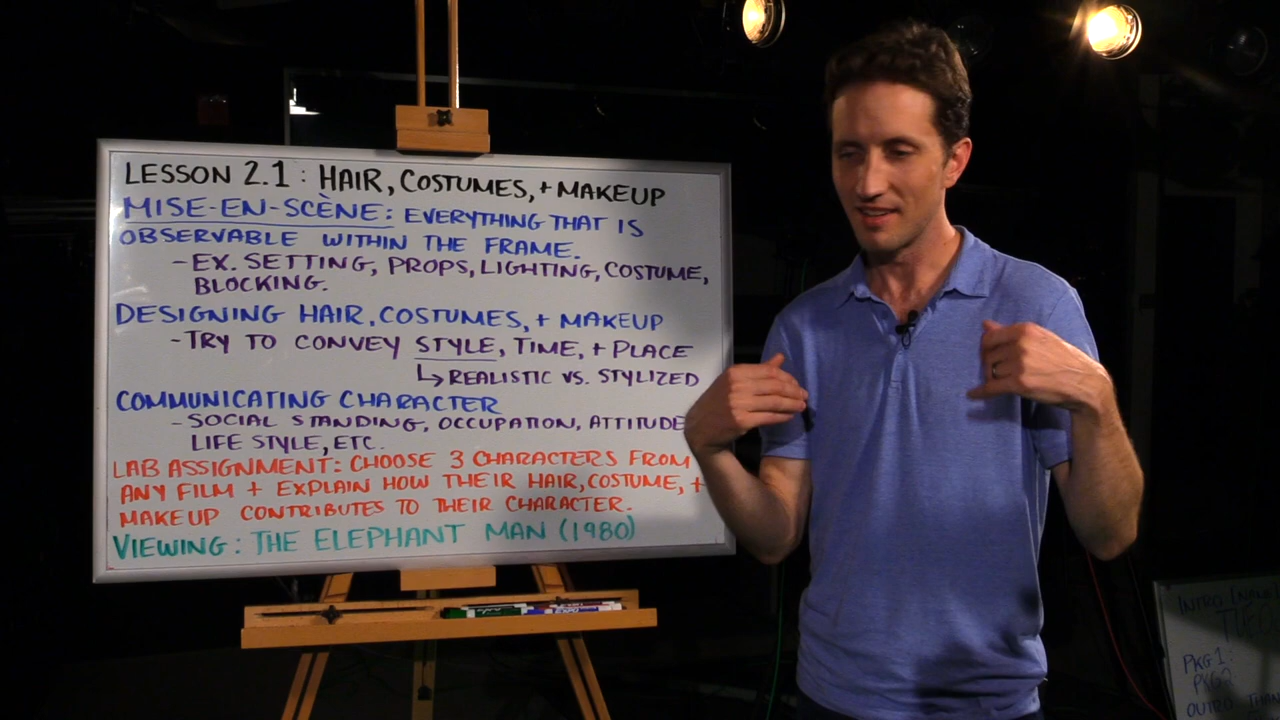 LESSON 2.1: HAIR, COSTUMES, + MAKEUP
MISE-EN-SCÈNE: EVERYTHING THAT IS
OBSERVABLE WITHIN THE FRAME.
-EX. SETTING, PROPS, LIGHTING, COSTUME,
BLOCKING.
DESIGNING HAIR, COSTUMES, + MAKEUP
-TRY TO CONVEY STYLE, TIME, + PLACE
↳ REALISTIC VS. STYLIZED
COMMUNICATING CHARACTER
-SOCIAL STANDING, OCCUPATION, ATTITUDE
LIFE STYLE, ETC.
LAB ASSIGNMENT: CHOOSE 3 CHARACTERS FROM
ANY FILM + EXPLAIN HOW THEIR HAIR, COSTUME, +
MAKEUP CONTRIBUTES TO THEIR CHARACTER.
VIEWING: THE ELEPHANT MAN (1980)
INTRO
PKG 1:
PKG2
OUTRO